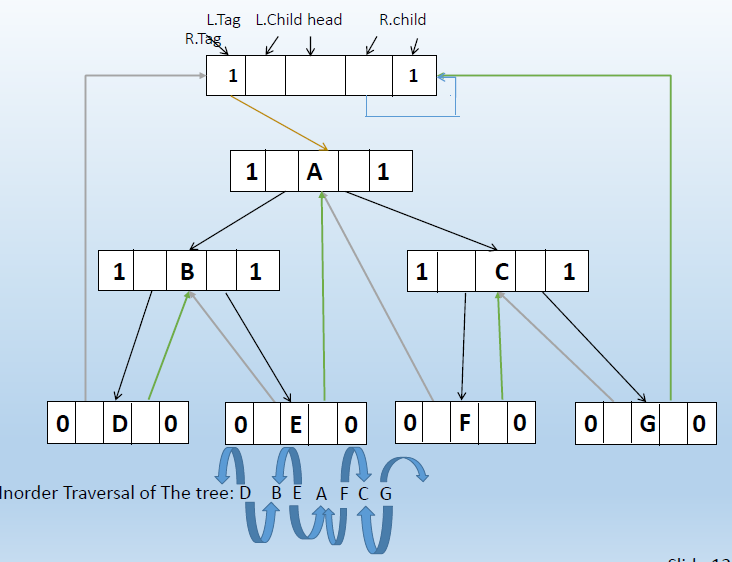 L.Tag L.Child head R.child
R.Tag
1 1
1 A 1
1 B 1
1 C 1
0 D 0
0 E 0
0 F 0
0 G 0
Inorder Traversal of The tree: D B E A F C G